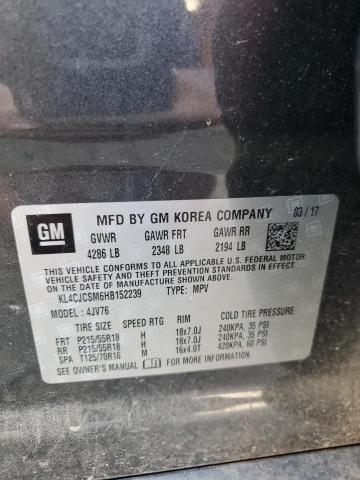 GM
MFD BY GM KOREA COMPANY 03/17
GVWR GAWR FRT GAWR RR
4286 LB 2348 LB 2194 LB
THIS VEHICLE CONFORMS TO ALL APPLICABLE U.S. FEDERAL MOTOR
VEHICLE SAFETY, BUMPER, AND THEFT PREVENTION STANDARDS IN
EFFECT ON THE DATE OF MANUFACTURE SHOWN ABOVE.
KLACJCSM6HB152239 TYPE: MPV
MODEL: 4JV76
TIRE SIZE SPEED RTG RIM COLD TIRE PRESSURE
FRT P215/55R18 H 18x7.0J 240KPA, 35 PSI
RR P215/55R18 H 18x7.0J 240KPA, 35 PSI
SPA T125/70R16 M 16x4.0T 420KPA, 60 PSI
SEE OWNER'S MANUAL FOR MORE INFORMATION.